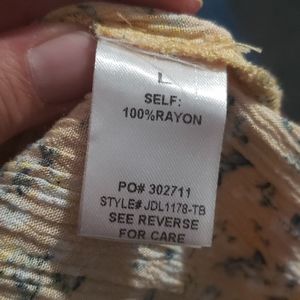 L
SELF:
100%RAYON
PO# 302711
STYLE# JDL1178-TB
SEE REVERSE
FOR CARE